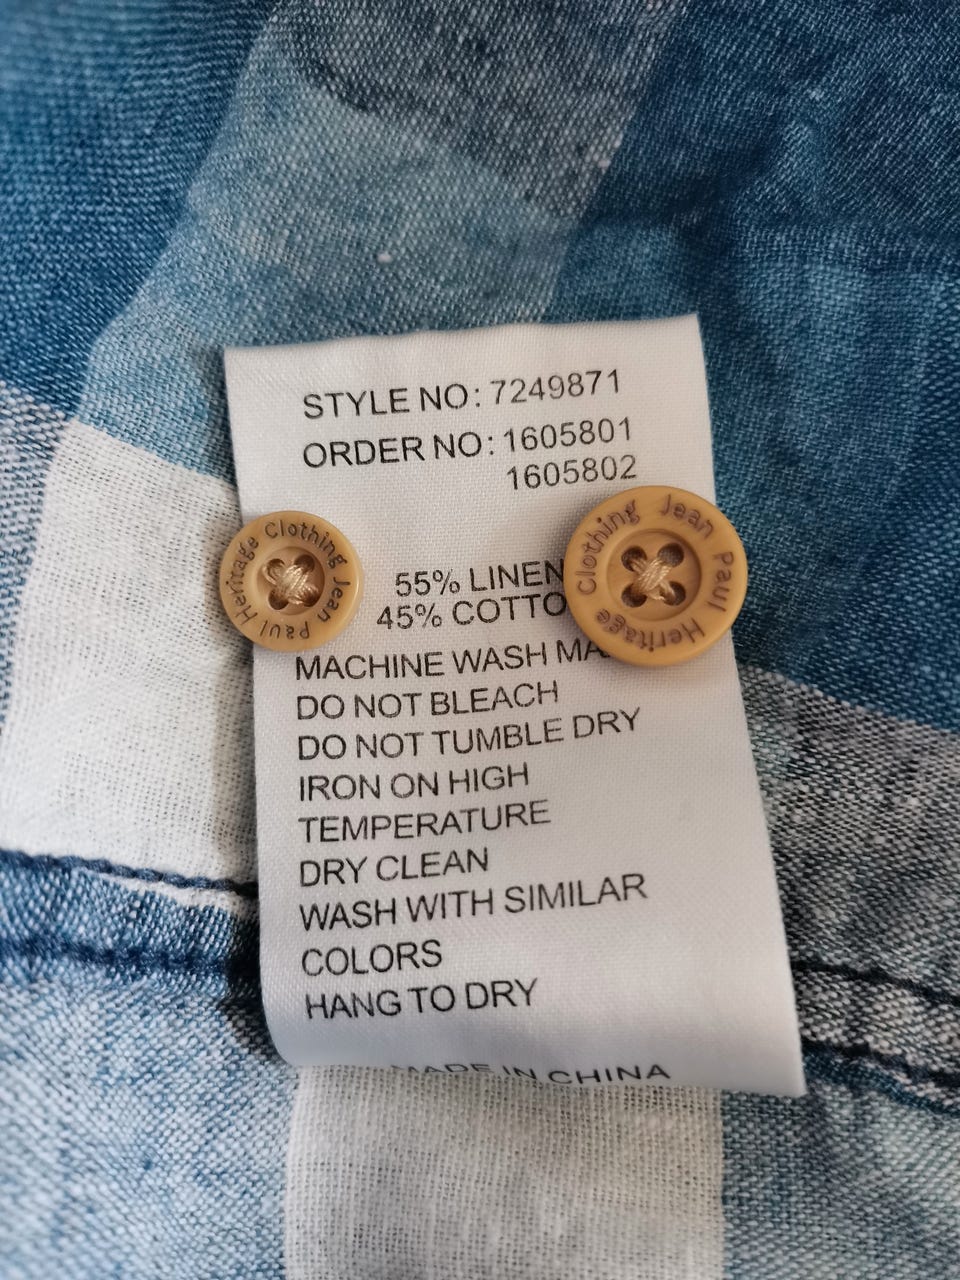 STYLE NO: 7249871
ORDER NO: 1605801
1605802
Clothing Jean Paul Heritage
Clothing Jean Paul Heritage
55% LINEN
45% COTTO
MACHINE WASH
DO NOT BLEACH
DO NOT TUMBLE DRY
IRON ON HIGH
TEMPERATURE
DRY CLEAN
WASH WITH SIMILAR
COLORS
HANG TO DRY
MADE IN CHINA